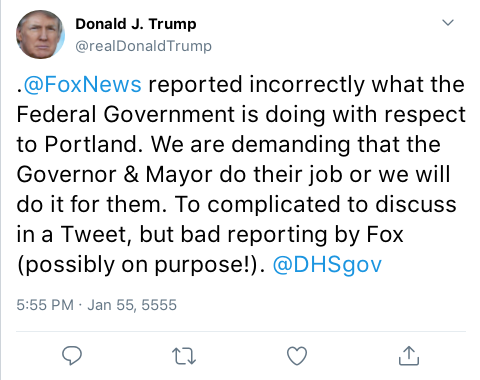 Donald J. Trump
@realDonaldTrump
.@FoxNews reported incorrectly what the
Federal Government is doing with respect
to Portland. We are demanding that the
Governor & Mayor do their job or we will
do it for them. To complicated to discuss
in a Tweet, but bad reporting by Fox
(possibly on purpose!). @DHSgov
5:55 PM · Jan 55, 5555